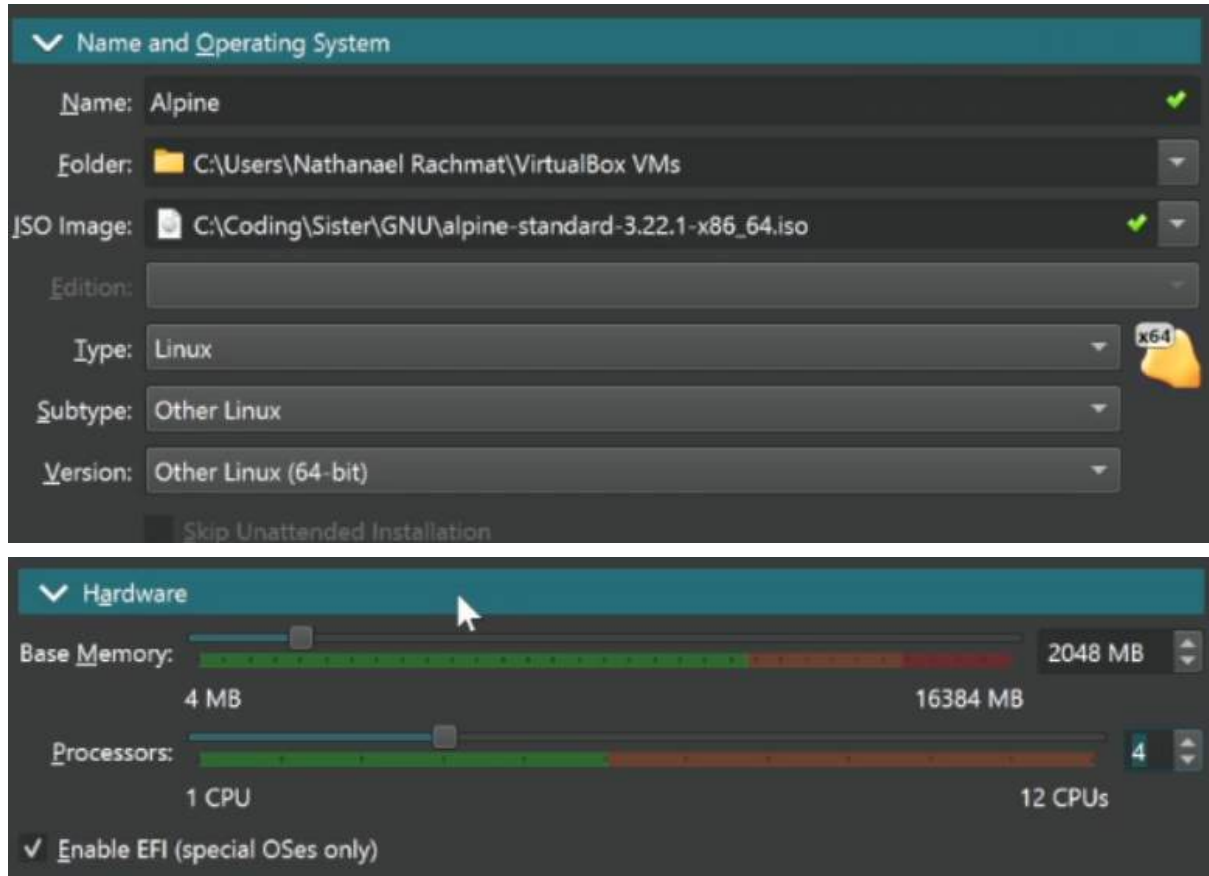 Name and Operating System
Name: Alpine
Folder: C:\Users\Nathanael Rachmat\VirtualBox VMs
ISO Image: C:\Coding\Sister\GNU\alpine-standard-3.22.1-x86_64.iso
Edition:
Type: Linux
x64
Subtype: Other Linux
Version: Other Linux (64-bit)
Skip Unattended Installation
Hardware
Base Memory: 2048 MB
4 MB 16384 MB
Processors: 4
1 CPU 12 CPUs
Enable EFI (special OSes only)